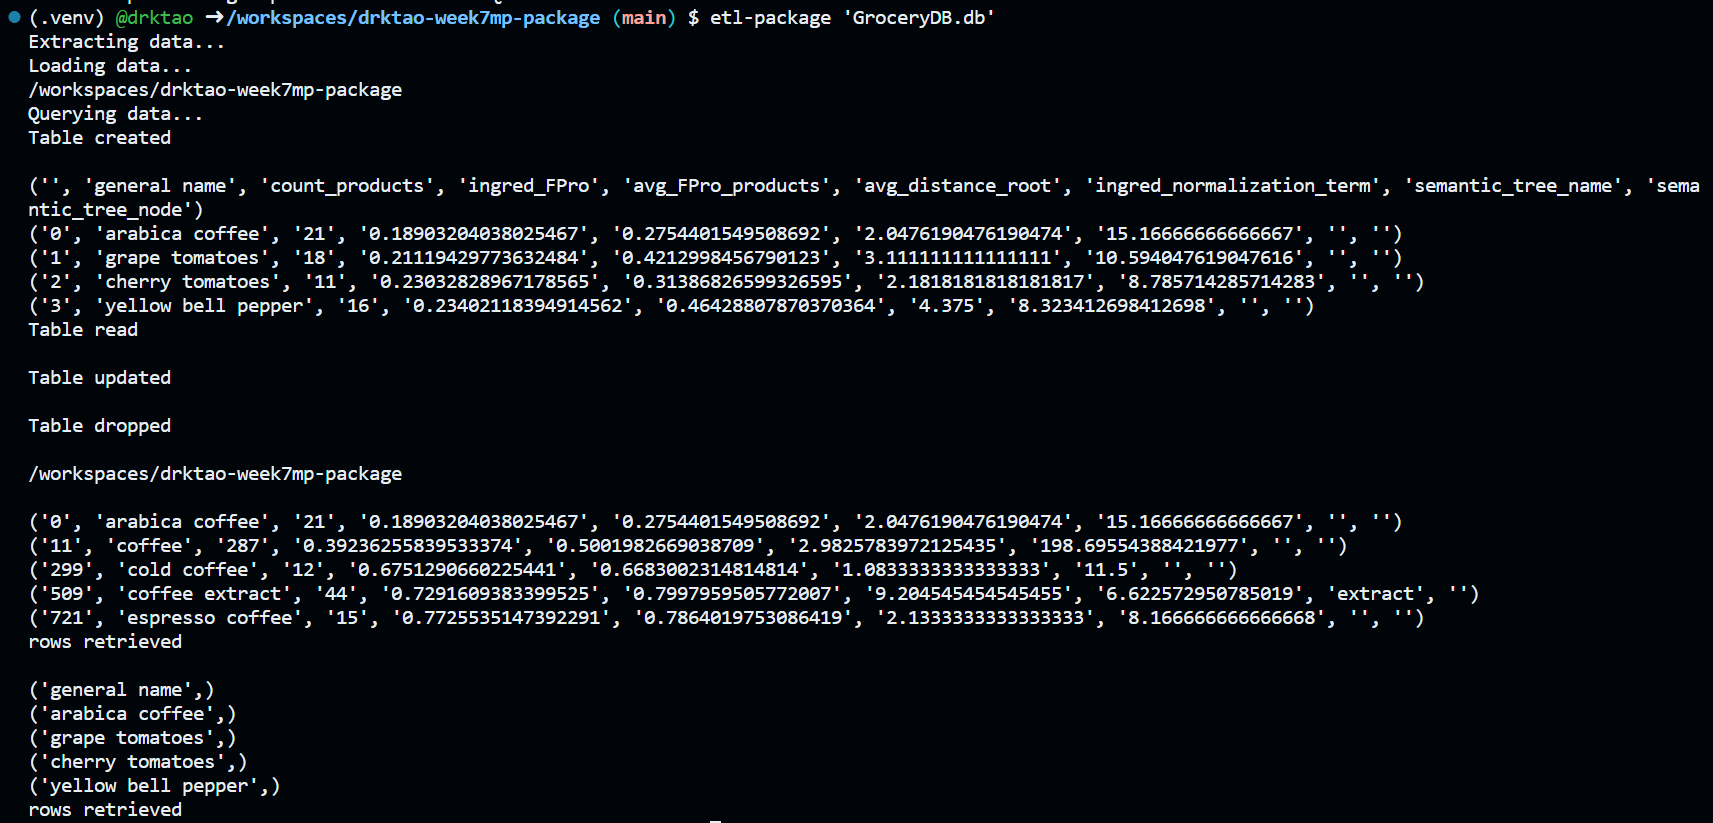 (.venv) @drktao ➜/workspaces/drktao-week7mp-package (main) $ etl-package 'GroceryDB.db'
Extracting data...
Loading data...
/workspaces/drktao-week7mp-package
Querying data...
Table created
('', 'general name', 'count_products', 'ingred_FPro', 'avg_FPro_products', 'avg_distance_root', 'ingred_normalization_term', 'semantic_tree_name', 'sema
ntic_tree_node')
('0', 'arabica coffee', '21', '0.18903204038025467', '0.2754401549508692', '2.0476190476190474', '15.16666666666667', '', '')
('1', 'grape tomatoes', '18', '0.21119429773632484', '0.4212998456790123', '3.111111111111111', '10.594047619047616', '', '')
('2', 'cherry tomatoes', '11', '0.23032828967178565', '0.31386826599326595', '2.1818181818181817', '8.785714285714283', '', '')
('3', 'yellow bell pepper', '16', '0.23402118394914562', '0.46428807870370364', '4.375', '8.323412698412698', '', '')
Table read
Table updated
Table dropped
/workspaces/drktao-week7mp-package
('0', 'arabica coffee', '21', '0.18903204038025467', '0.2754401549508692', '2.0476190476190474', '15.16666666666667', '', '')
('11', 'coffee', '287', '0.39236255839533374', '0.5001982669038709', '2.9825783972125435', '198.69554388421977', '', '')
('299', 'cold coffee', '12', '0.6751290660225441', '0.6683002314814814', '1.0833333333333333', '11.5', '', '')
('509', 'coffee extract', '44', '0.7291609383399525', '0.7997959505772007', '9.204545454545455', '6.622572950785019', 'extract', '')
('721', 'espresso coffee', '15', '0.7725535147392291', '0.7864019753086419', '2.1333333333333333', '8.166666666666668', '', '')
rows retrieved
('general name',)
('arabica coffee',)
('grape tomatoes',)
('cherry tomatoes',)
('yellow bell pepper',)
rows retrieved